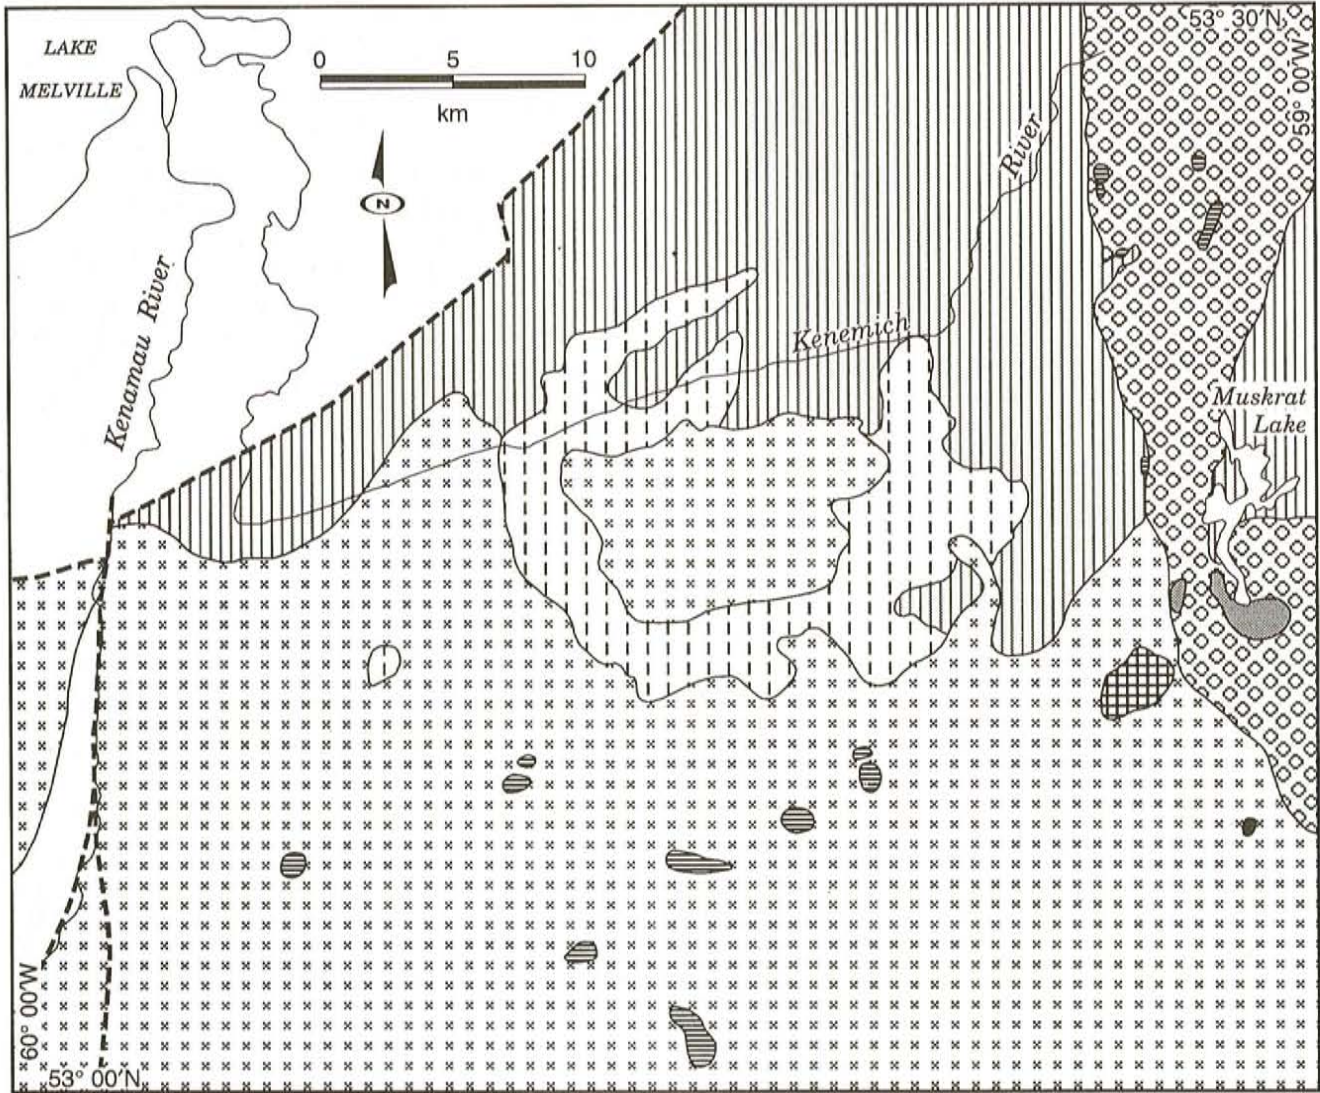 LAKE
MELVILLE
0 5 10
km
N
53° 30′N
59° 00′W
River
Kenemich
Kenamau River
Muskrat
Lake
60° 00′W
53° 00′N